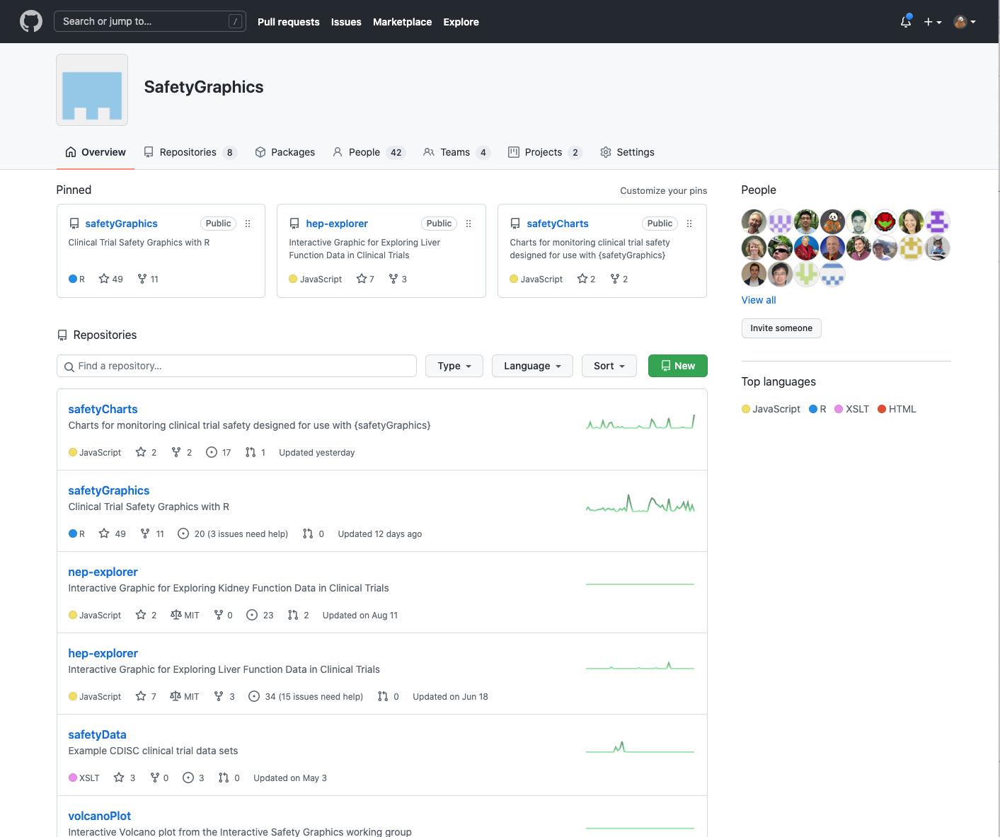 Search or jump to... /
Pull requests Issues Marketplace Explore
SafetyGraphics
Overview Repositories 8 Packages People 42 Teams 4 Projects 2 Settings
Pinned Customize your pins
safetyGraphics Public
Clinical Trial Safety Graphics with R
R 49 11
hep-explorer Public
Interactive Graphic for Exploring Liver
Function Data in Clinical Trials
JavaScript 7 3
safetyCharts Public
Charts for monitoring clinical trial safety
designed for use with {safetyGraphics}
JavaScript 2 2
Repositories
Find a repository... Type Language Sort New
safetyCharts
Charts for monitoring clinical trial safety designed for use with {safetyGraphics}
JavaScript 2 2 17 1 Updated yesterday
safetyGraphics
Clinical Trial Safety Graphics with R
R 49 11 20 (3 issues need help) 0 Updated 12 days ago
nep-explorer
Interactive Graphic for Exploring Kidney Function Data in Clinical Trials
JavaScript 2 MIT 0 23 2 Updated on Aug 11
hep-explorer
Interactive Graphic for Exploring Liver Function Data in Clinical Trials
JavaScript 7 MIT 3 34 (15 issues need help) 0 Updated on Jun 18
safetyData
Example CDISC clinical trial data sets
XSLT 3 0 3 0 Updated on May 3
volcanoPlot
Interactive Volcano plot from the Interactive Safety Graphics working group
People
View all
Invite someone
Top languages
JavaScript R XSLT HTML